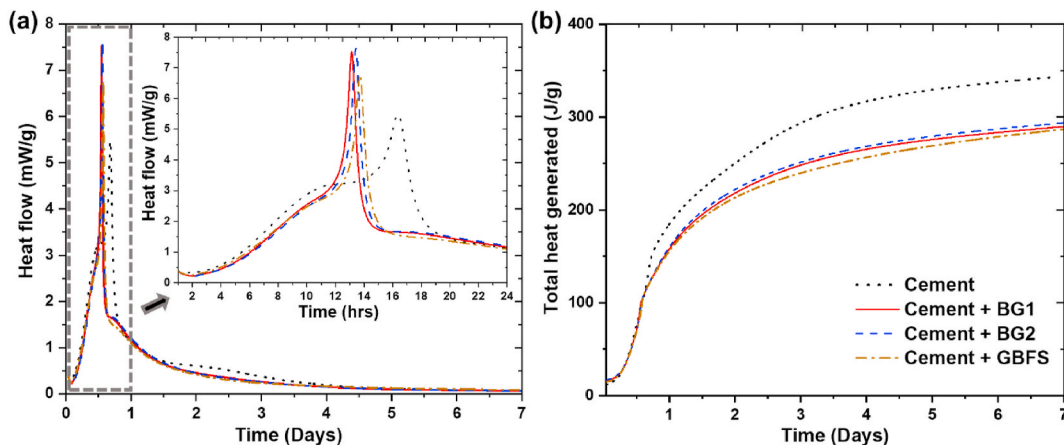 (a)
8
7
6
5
4
3
2
1
0
Heat flow (mW/g)
0 1 2 3 4 5 6 7
Time (Days)
8
7
6
5
4
3
2
1
0
Heat flow (mW/g)
2 4 6 8 10 12 14 16 18 20 22 24
Time (hrs)
(b)
400
300
200
100
0
Total heat generated (J/g)
1 2 3 4 5 6 7
Time (Days)
Cement
Cement + BG1
Cement + BG2
Cement + GBFS